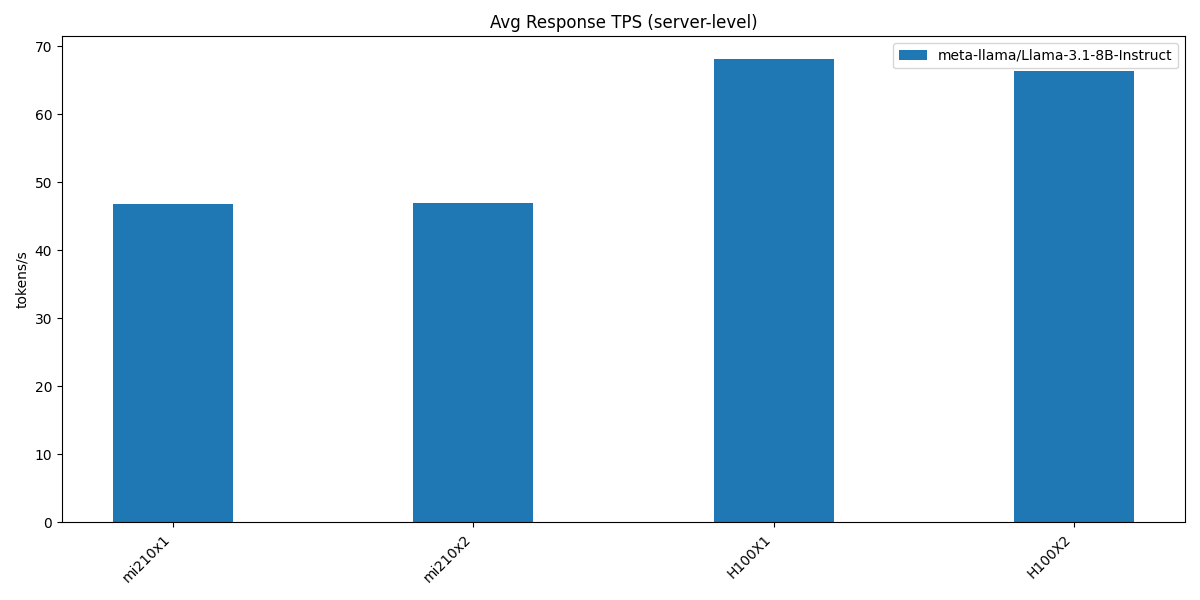 Avg Response TPS (server-level)
meta-llama/Llama-3.1-8B-Instruct
tokens/s
70
60
50
40
30
20
10
0
mi210x1
mi210x2
H100X1
H100X2